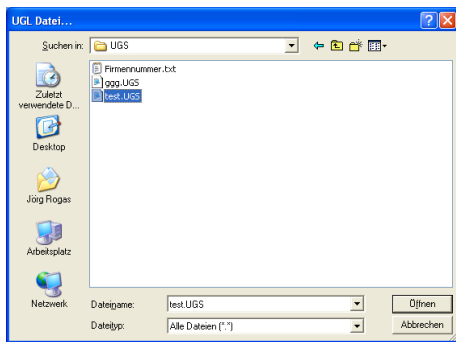 UGL Datei...
Suchen in:
UGS
Zuletzt
verwendete D...
Desktop
Jörg Rogas
Arbeitsplatz
Netzwerk
Firmennummer.txt
ggg.UGS
test.UGS
Dateiname:
test.UGS
Öffnen
Dateityp:
Alle Dateien (*.*)
Abbrechen